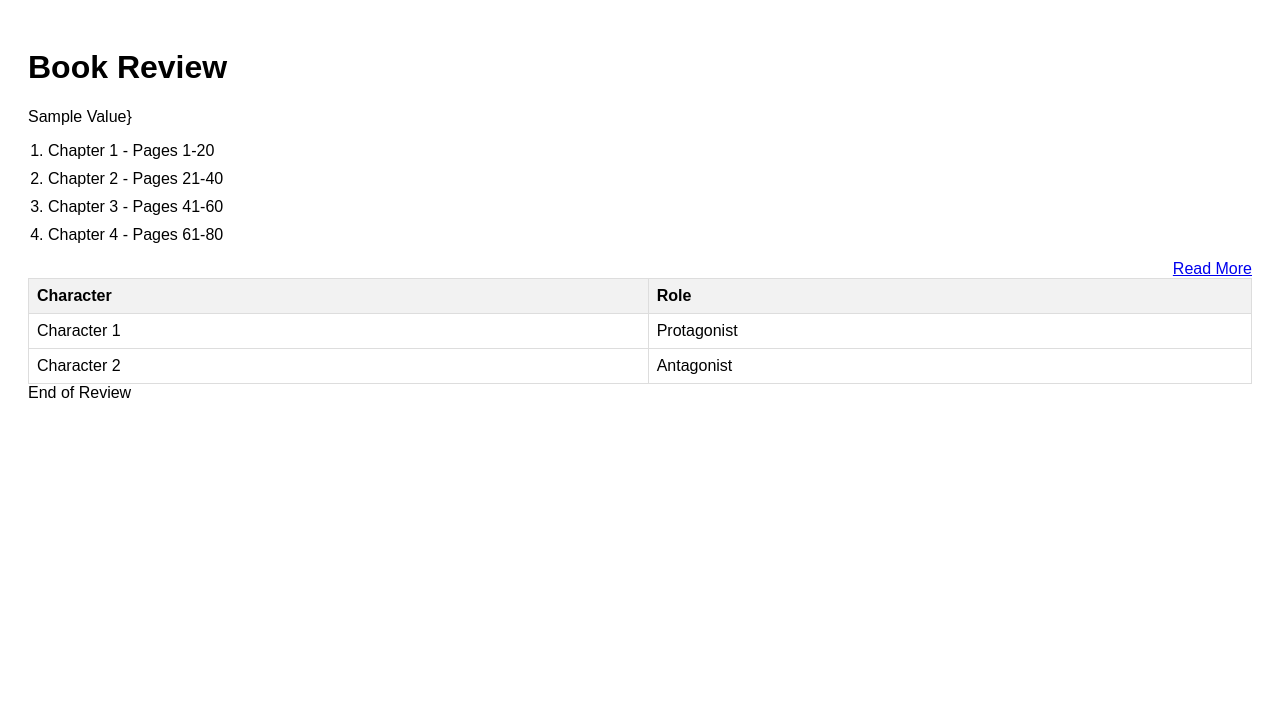 Book Review
Sample Value}
1. Chapter 1 - Pages 1-20
2. Chapter 2 - Pages 21-40
3. Chapter 3 - Pages 41-60
4. Chapter 4 - Pages 61-80
Read More
Character Role
Character 1 Protagonist
Character 2 Antagonist
End of Review